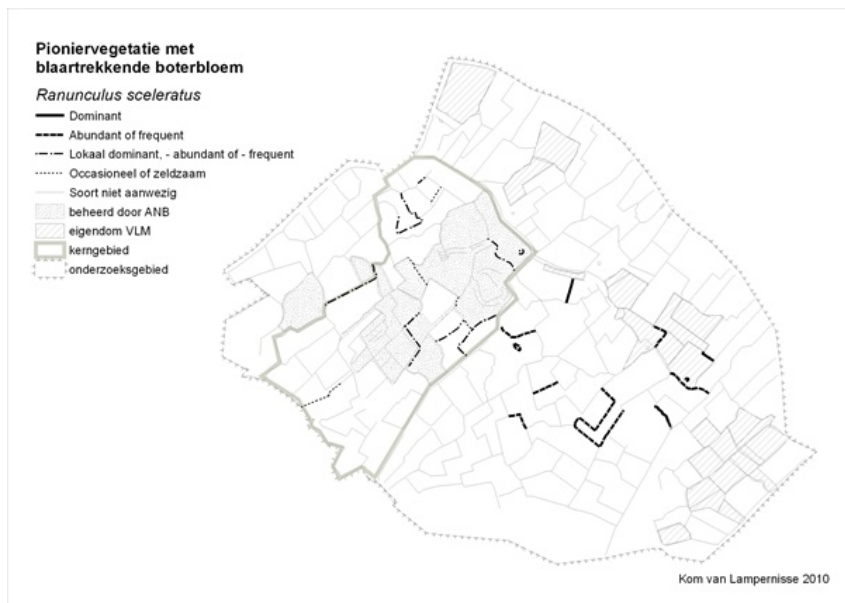 Pioniervegetatie met
blaartrekkende boterbloem
Ranunculus sceleratus
Dominant
Abundant of frequent
Lokaal dominant, - abundant of - frequent
Occasioneel of zeldzaam
Soort niet aanwezig
beheerd door ANB
eigendom VLM
kerngebied
onderzoeksgebied
Kom van Lampernisse 2010